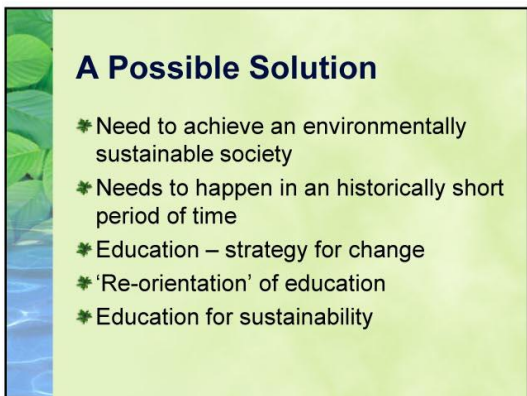 A Possible Solution
Need to achieve an environmentally
sustainable society
Needs to happen in an historically short
period of time
Education – strategy for change
‘Re-orientation’ of education
Education for sustainability